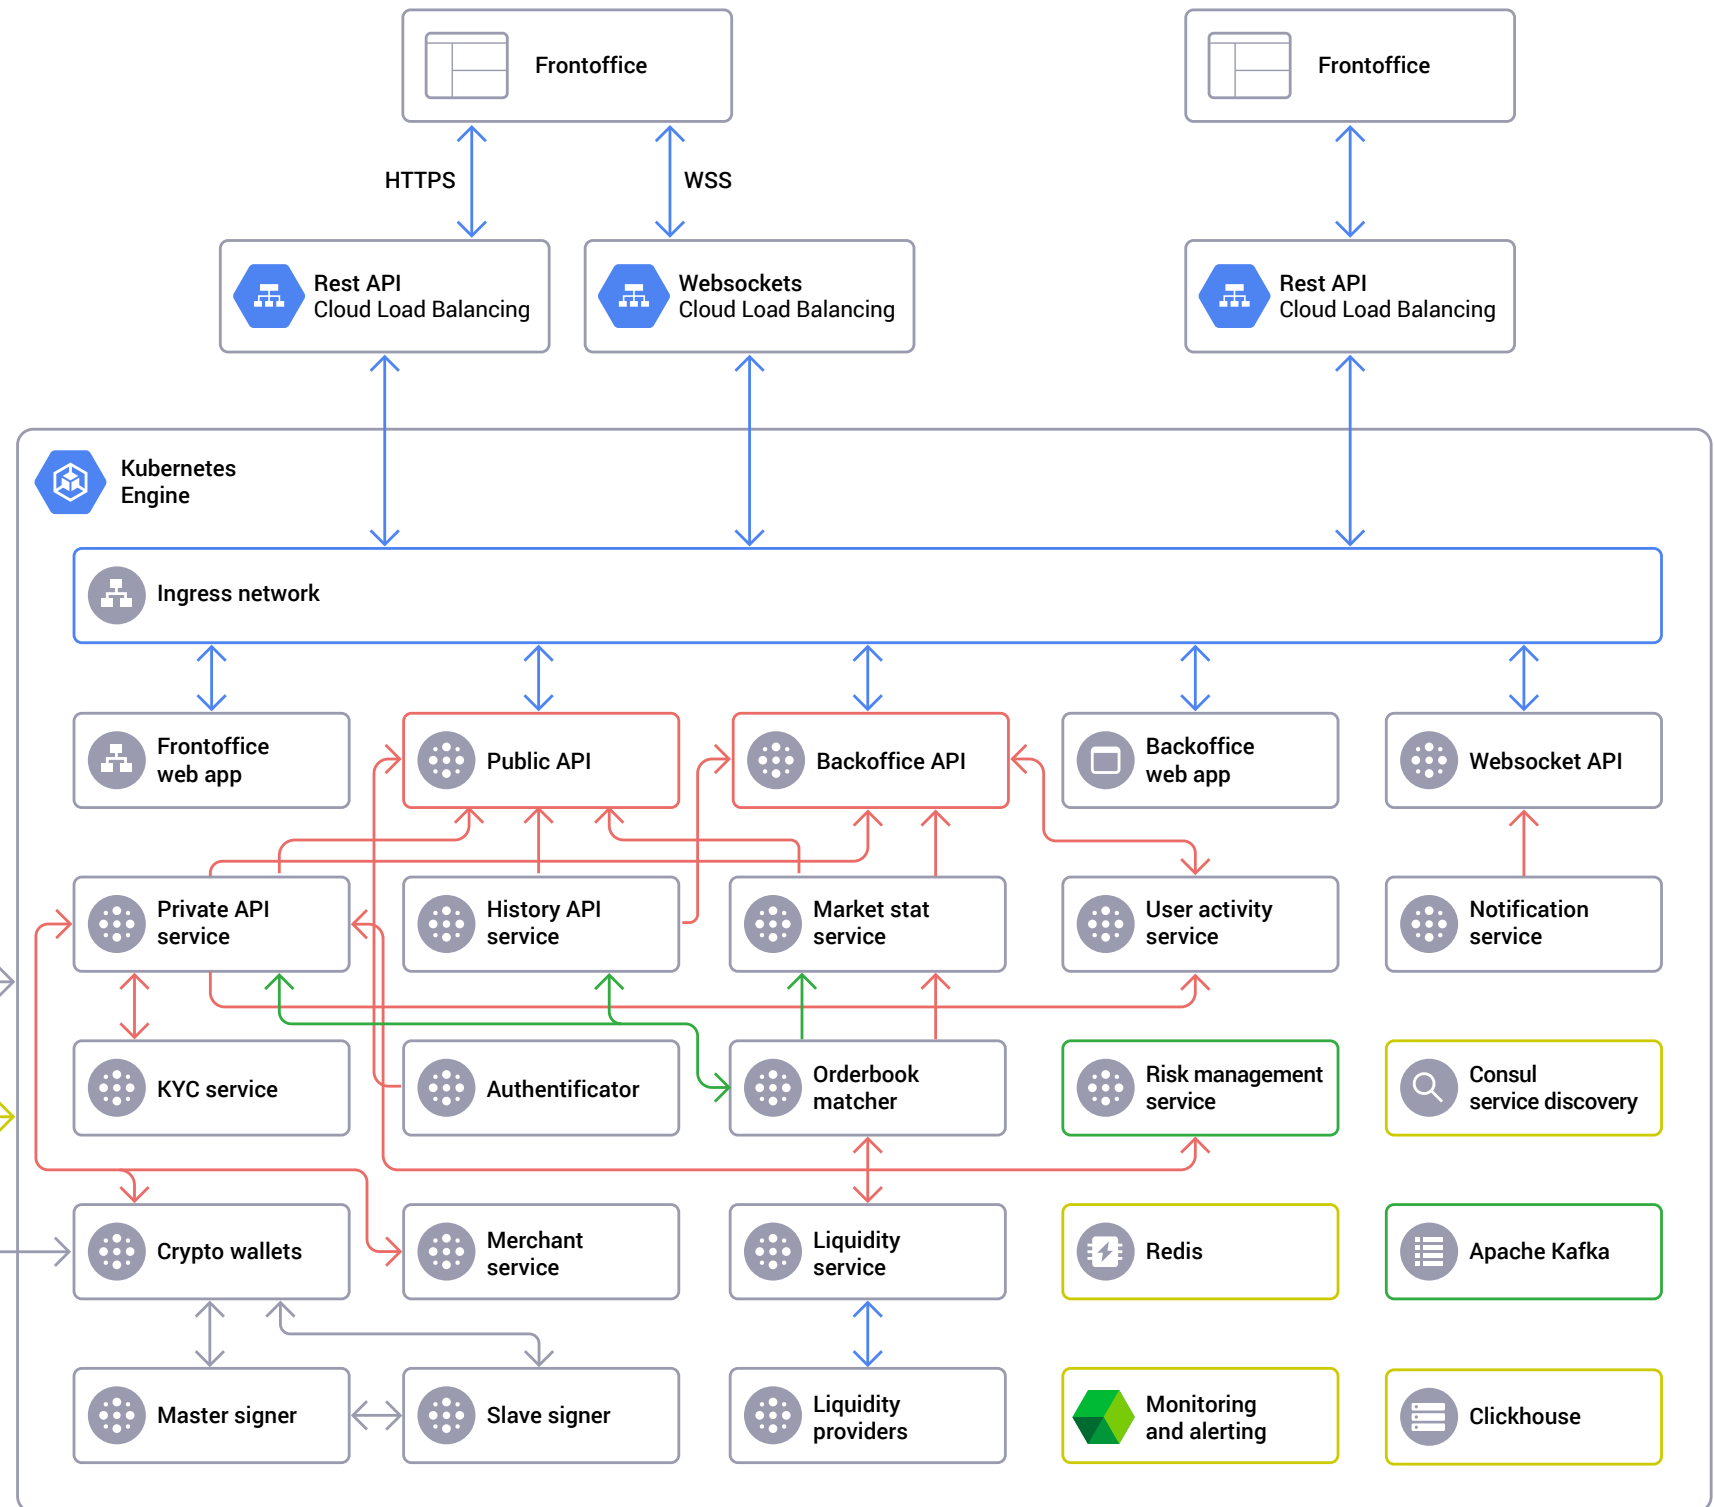 Frontoffice
Frontoffice
HTTPS
WSS
Rest API
Cloud Load Balancing
Websockets
Cloud Load Balancing
Rest API
Cloud Load Balancing
Kubernetes
Engine
Ingress network
Frontoffice
web app
Public API
Backoffice API
Backoffice
web app
Websocket API
Private API
service
History API
service
Market stat
service
User activity
service
Notification
service
KYC service
Authentificator
Orderbook
matcher
Risk management
service
Consul
service discovery
Crypto wallets
Merchant
service
Liquidity
service
Redis
Apache Kafka
Master signer
Slave signer
Liquidity
providers
Monitoring
and alerting
Clickhouse